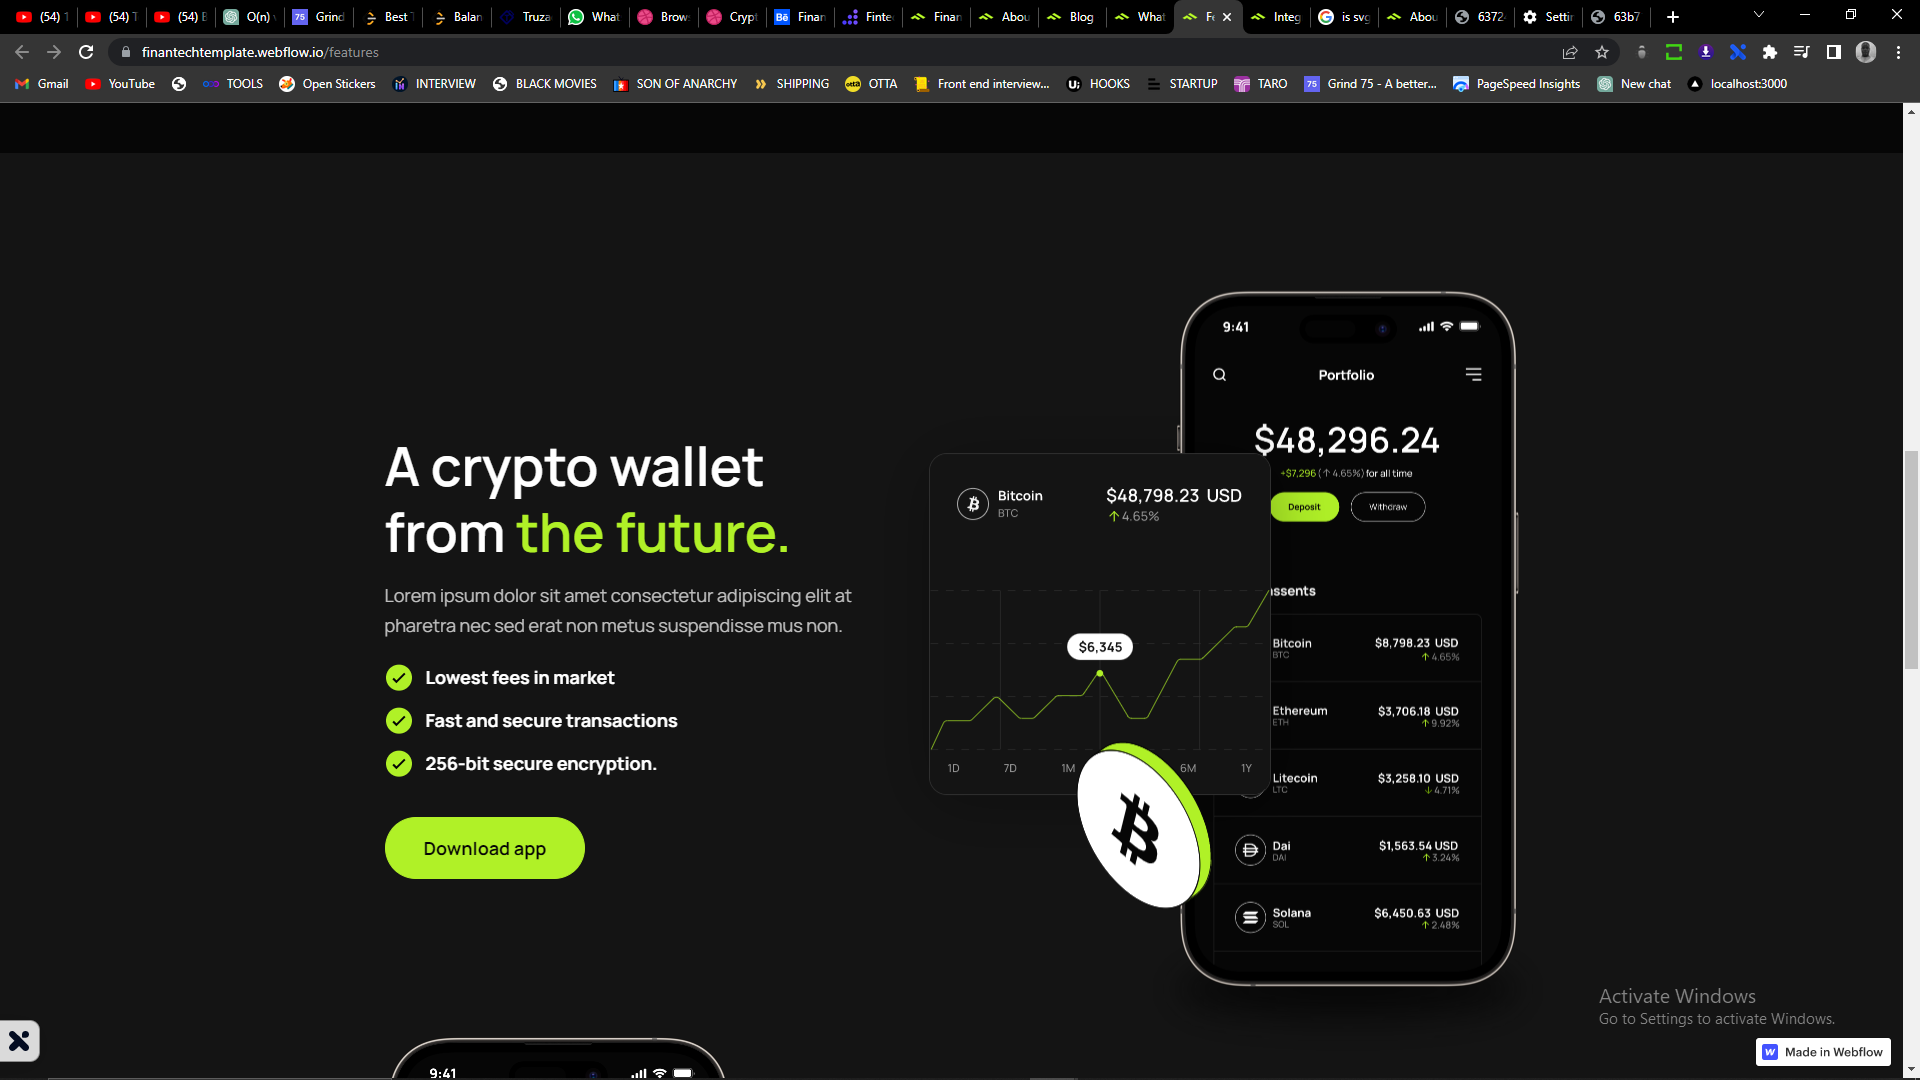 (54) T
(54) T
(54) B
O(n) v
Grind
Best T
Balan
Truza
What
Brow
Crypt
Finan
Finte
Finan
Abou
Blog
What
Fe
Integ
is svg
Abou
6372
Settin
63b7
finantechtemplate.webflow.io/features
Gmail
YouTube
TOOLS
Open Stickers
INTERVIEW
BLACK MOVIES
SON OF ANARCHY
SHIPPING
OTTA
Front end interview...
HOOKS
STARTUP
TARO
Grind 75 - A better...
PageSpeed Insights
New chat
localhost:3000
A crypto wallet
from the future.
Lorem ipsum dolor sit amet consectetur adipiscing elit at
pharetra nec sed erat non metus suspendisse mus non.
Lowest fees in market
Fast and secure transactions
256-bit secure encryption.
Download app
Bitcoin
BTC
$48,798.23 USD
4.65%
$6,345
1D
7D
1M
6M
1Y
9:41
Portfolio
$48,296.24
+$7,296 (↑ 4.65%) for all time
Deposit
Withdraw
ssents
Bitcoin
BTC
$8,798.23 USD
↑ 4.65%
Ethereum
ETH
$3,706.18 USD
↑ 9.92%
Litecoin
LTC
$3,258.10 USD
↓ 4.71%
Dai
DAI
$1,563.54 USD
↑ 3.24%
Solana
SOL
$6,450.63 USD
↑ 2.48%
9:41
Activate Windows
Go to Settings to activate Windows.
Made in Webflow